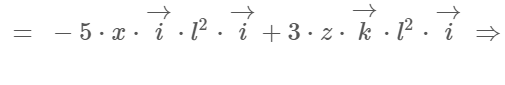 = −5 · x · i⃗ · l² · i⃗ + 3 · z · k⃗ · l² · i⃗ ⇒